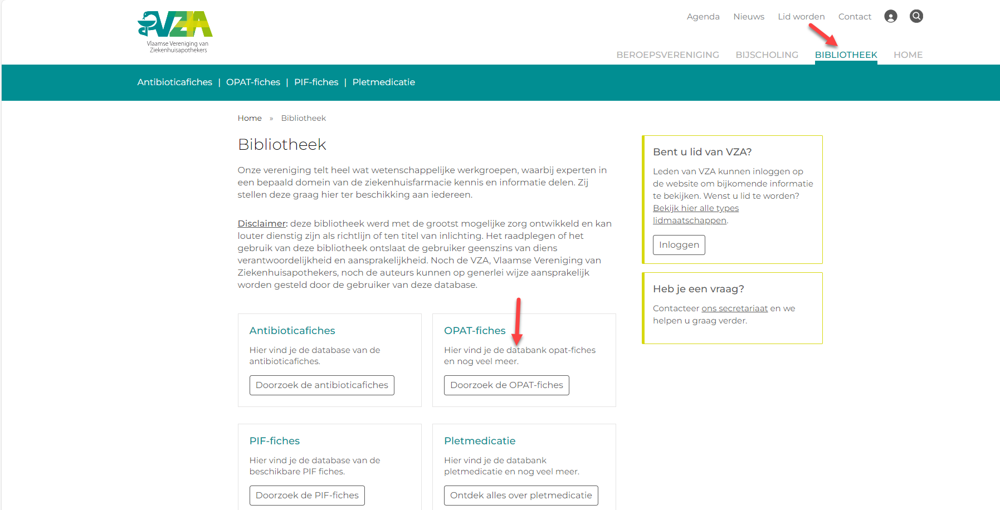 VZA
Vlaamse Vereniging van
Ziekenhuisapothekers
Agenda Nieuws Lid worden Contact
BEROEPSVERENIGING BIJSCHOLING BIBLIOTHEEK HOME
Antibioticafiches | OPAT-fiches | PIF-fiches | Pletmedicatie
Home » Bibliotheek
Bibliotheek
Onze vereniging telt heel wat wetenschappelijke werkgroepen, waarbij experten in
een bepaald domein van de ziekenhuisfarmacie kennis en informatie delen. Zij
stellen deze graag hier ter beschikking aan iedereen.
Disclaimer: deze bibliotheek werd met de grootst mogelijke zorg ontwikkeld en kan
louter dienstig zijn als richtlijn of ten titel van inlichting. Het raadplegen of het
gebruik van deze bibliotheek ontslaat de gebruiker geenszins van diens
verantwoordelijkheid en aansprakelijkheid. Noch de VZA, Vlaamse Vereniging van
Ziekenhuisapothekers, noch de auteurs kunnen op generlei wijze aansprakelijk
worden gesteld door de gebruiker van deze database.
Antibioticafiches
Hier vind je de database van de
antibioticafiches.
Doorzoek de antibioticafiches
OPAT-fiches
Hier vind je de databank opat-fiches
en nog veel meer.
Doorzoek de OPAT-fiches
PIF-fiches
Hier vind je de database van de
beschikbare PIF fiches.
Doorzoek de PIF-fiches
Pletmedicatie
Hier vind je de databank
pletmedicatie en nog veel meer.
Ontdek alles over pletmedicatie
Bent u lid van VZA?
Leden van VZA kunnen inloggen op
de website om bijkomende informatie
te bekijken. Wenst u lid te worden?
Bekijk hier alle types
lidmaatschappen.
Inloggen
Heb je een vraag?
Contacteer ons secretariaat en we
helpen u graag verder.